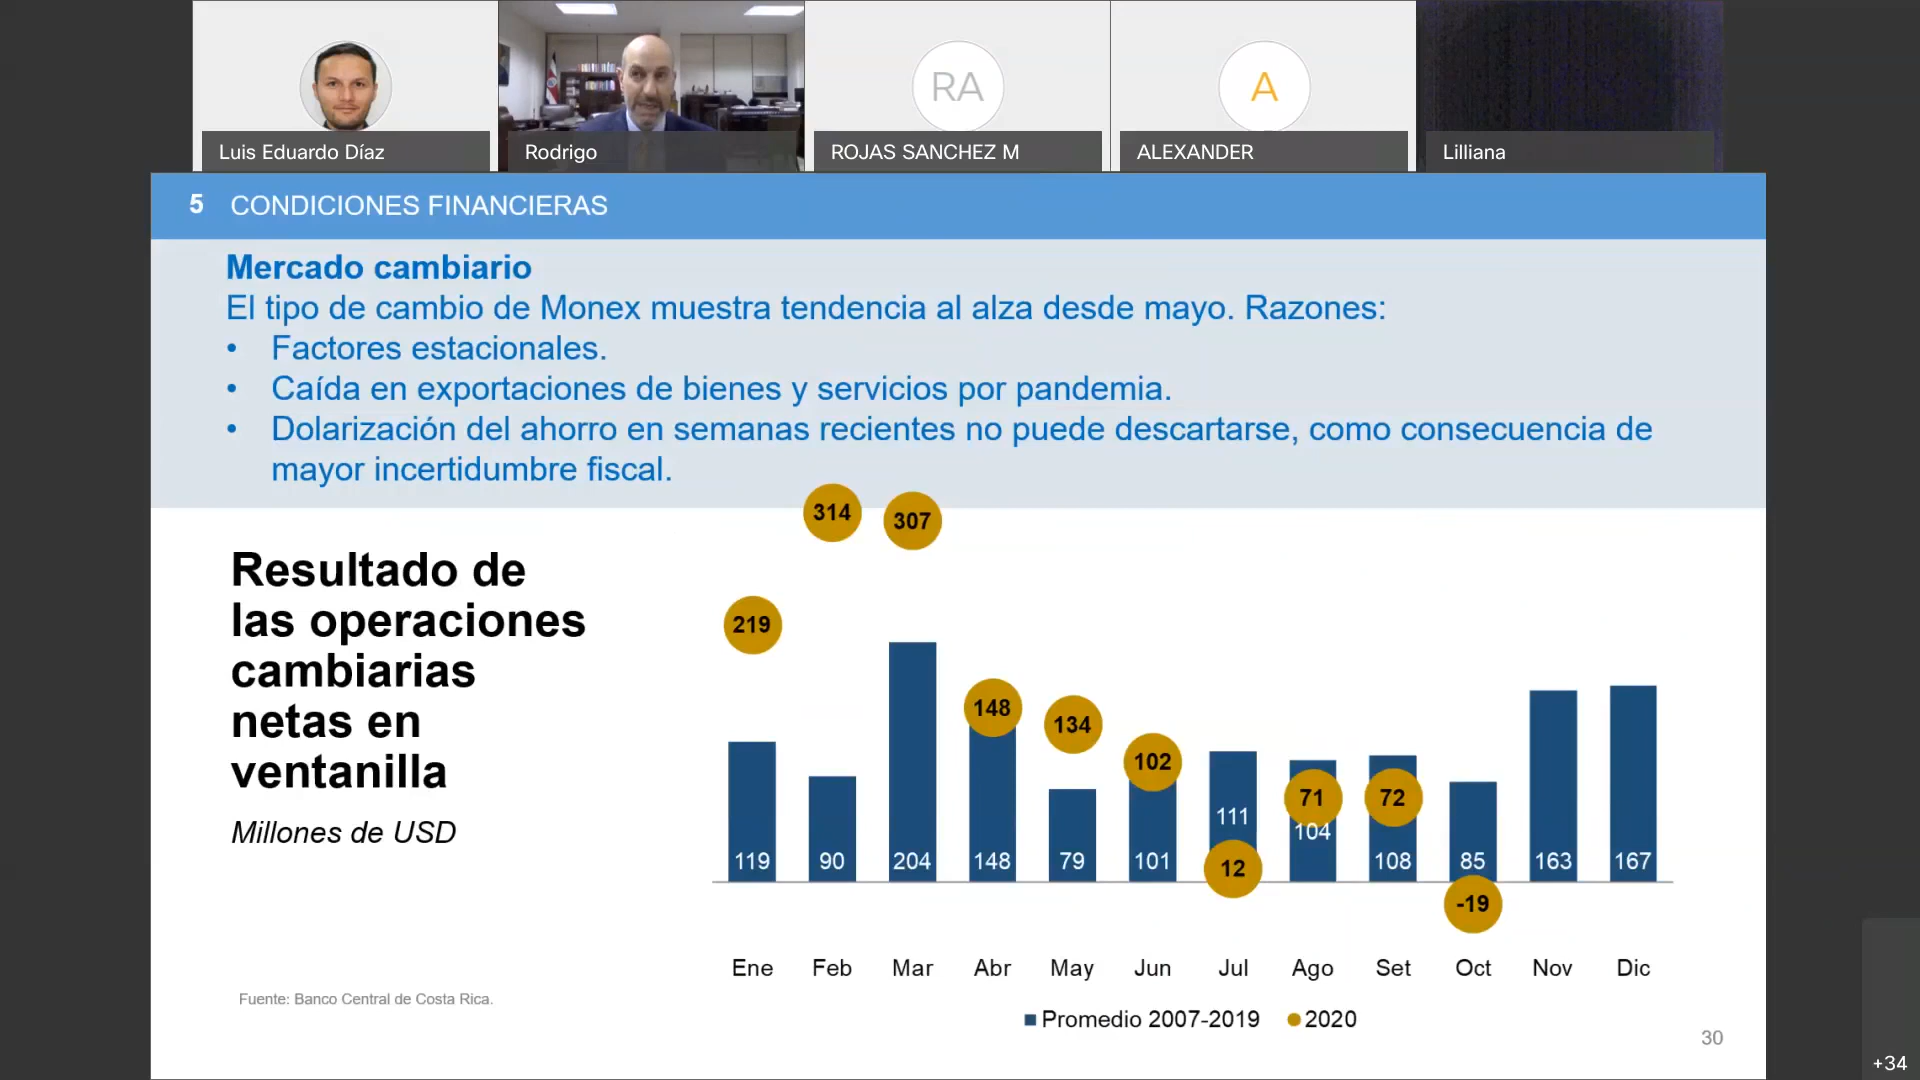 RA
A
Luis Eduardo Díaz
Rodrigo
ROJAS SANCHEZ M
ALEXANDER
Lilliana
5 CONDICIONES FINANCIERAS
Mercado cambiario
El tipo de cambio de Monex muestra tendencia al alza desde mayo. Razones:
• Factores estacionales.
• Caída en exportaciones de bienes y servicios por pandemia.
• Dolarización del ahorro en semanas recientes no puede descartarse, como consecuencia de
mayor incertidumbre fiscal.
Resultado de
las operaciones
cambiarias
netas en
ventanilla
Millones de USD
314
307
219
148
134
102
71
72
12
-19
111
104
119 90 204 148 79 101 108 85 163 167
Ene Feb Mar Abr May Jun Jul Ago Set Oct Nov Dic
Promedio 2007-2019 2020
Fuente: Banco Central de Costa Rica.
30
+34